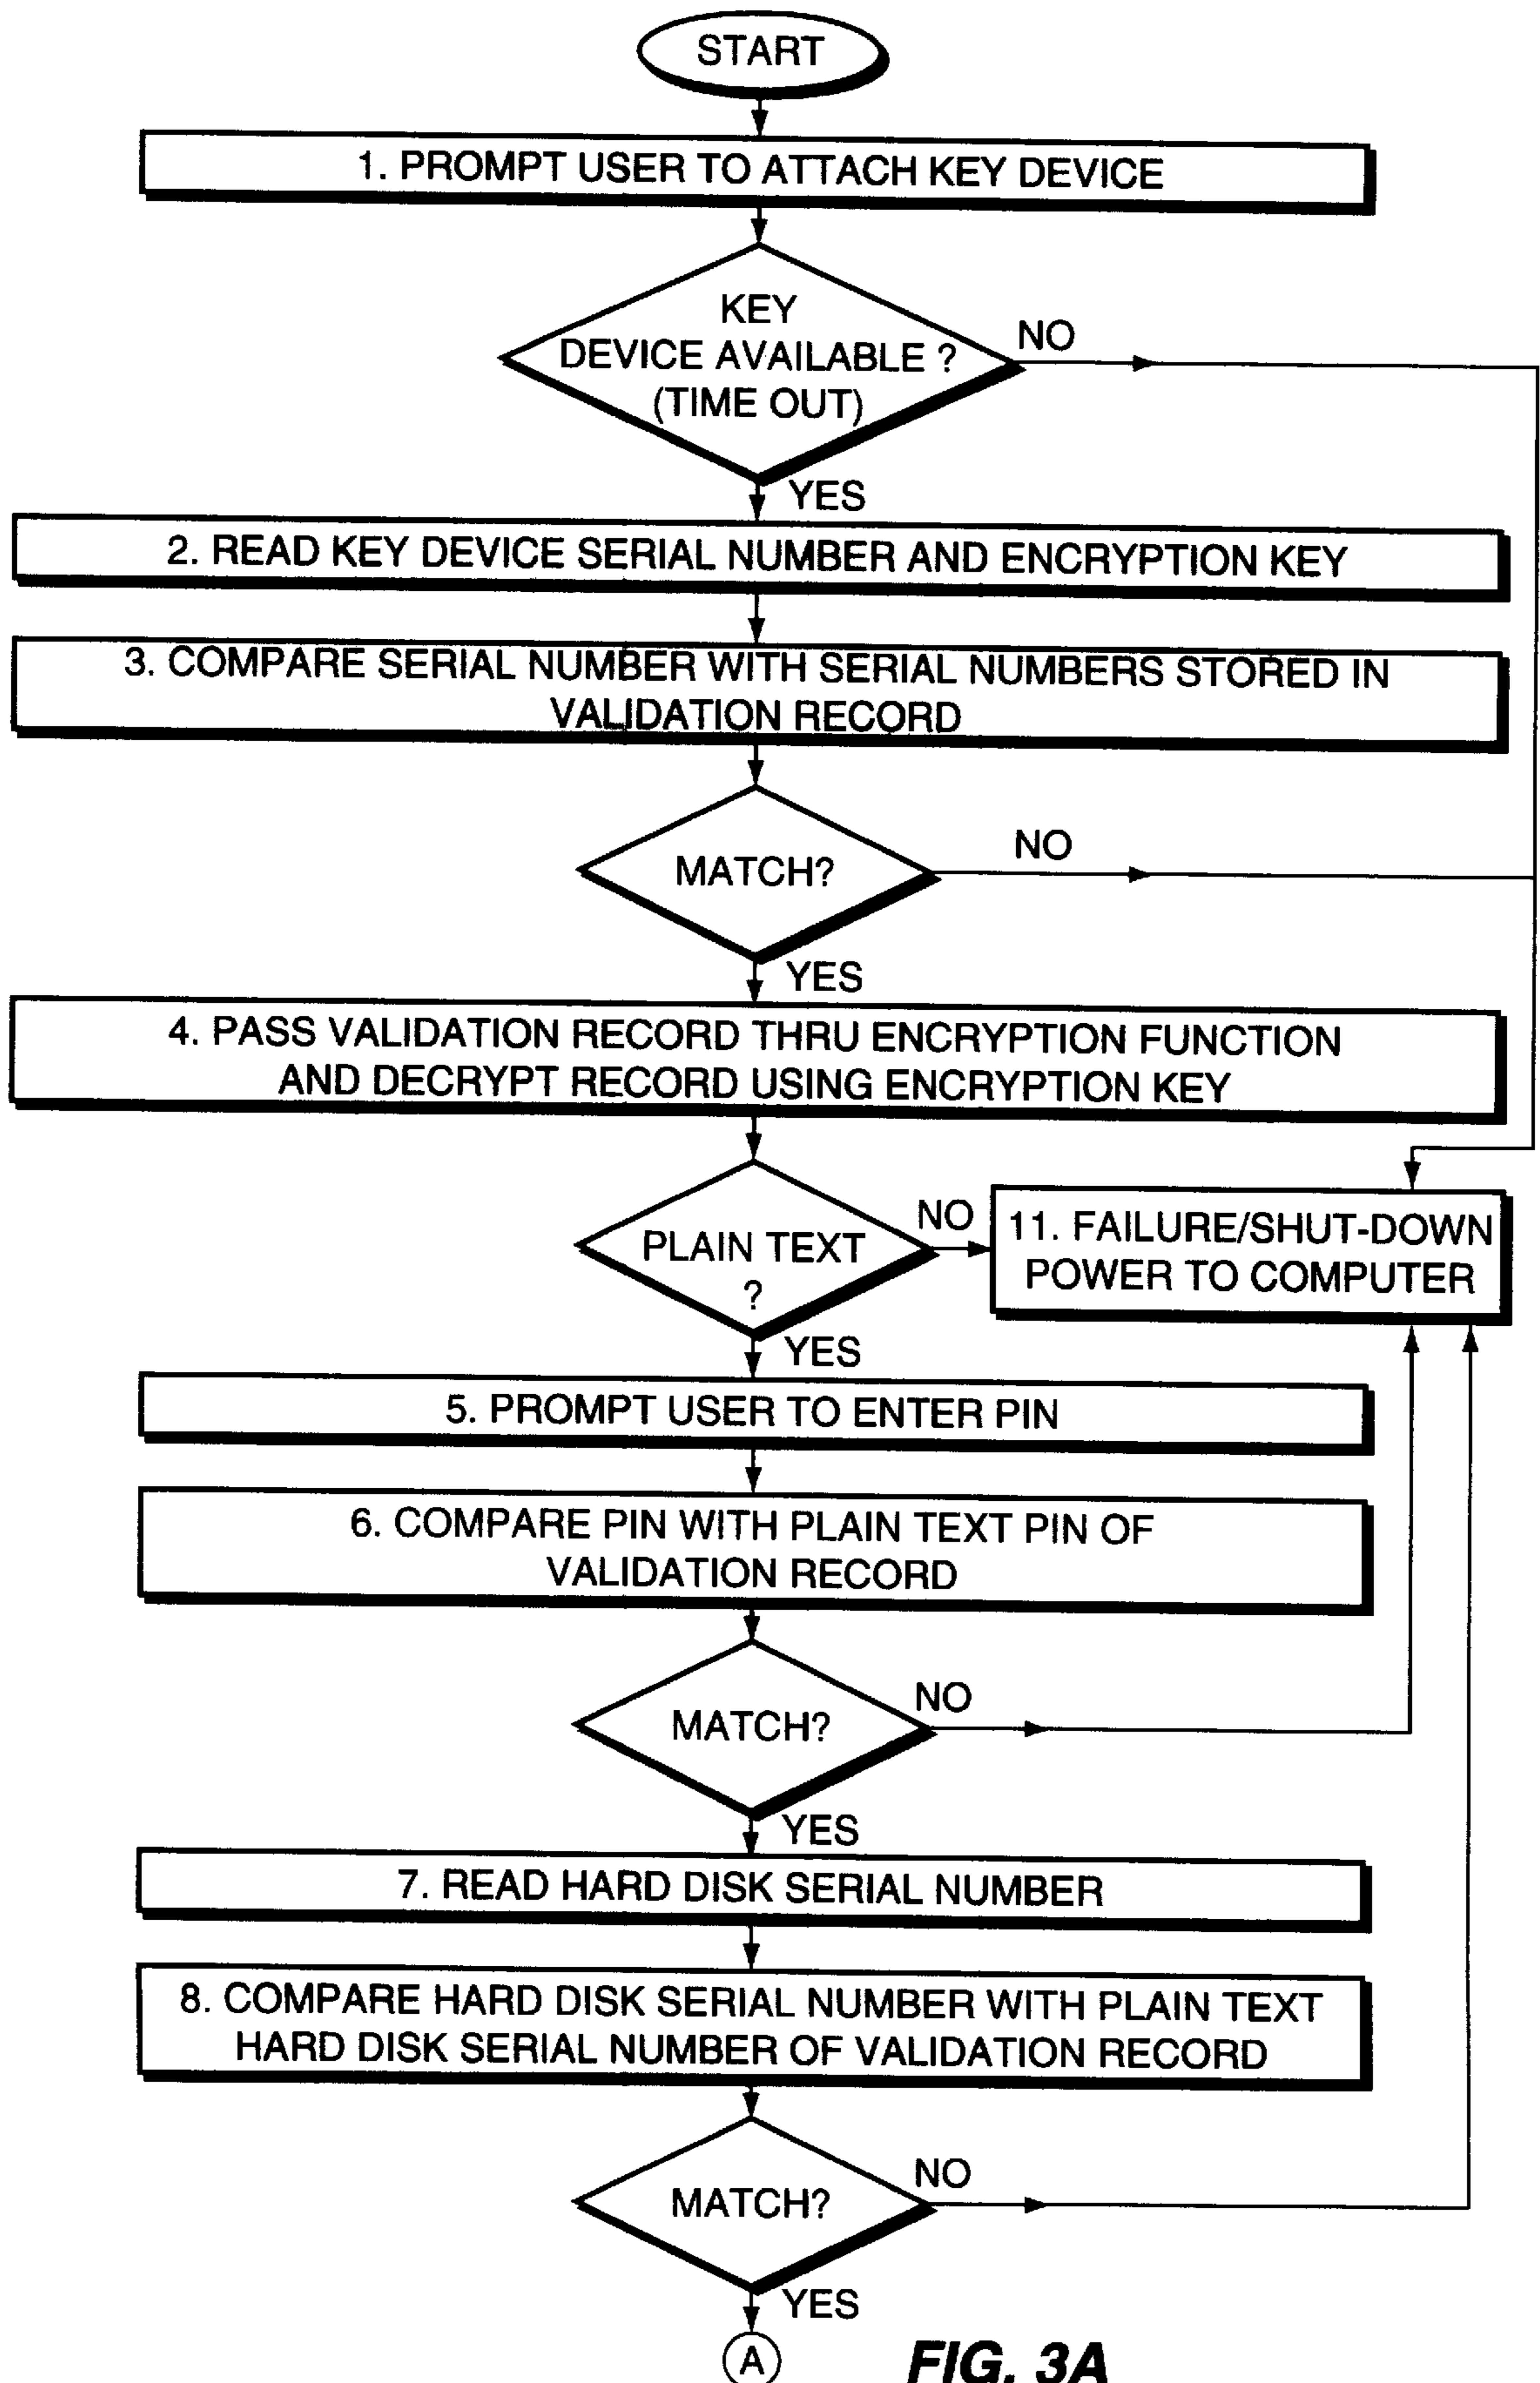 START
1. PROMPT USER TO ATTACH KEY DEVICE
KEY
DEVICE AVAILABLE ?
(TIME OUT)
NO
YES
2. READ KEY DEVICE SERIAL NUMBER AND ENCRYPTION KEY
3. COMPARE SERIAL NUMBER WITH SERIAL NUMBERS STORED IN
VALIDATION RECORD
MATCH?
NO
YES
4. PASS VALIDATION RECORD THRU ENCRYPTION FUNCTION
AND DECRYPT RECORD USING ENCRYPTION KEY
PLAIN TEXT
?
NO
11. FAILURE/SHUT-DOWN
POWER TO COMPUTER
YES
5. PROMPT USER TO ENTER PIN
6. COMPARE PIN WITH PLAIN TEXT PIN OF
VALIDATION RECORD
MATCH?
NO
YES
7. READ HARD DISK SERIAL NUMBER
8. COMPARE HARD DISK SERIAL NUMBER WITH PLAIN TEXT
HARD DISK SERIAL NUMBER OF VALIDATION RECORD
MATCH?
NO
YES
A
FIG. 3A